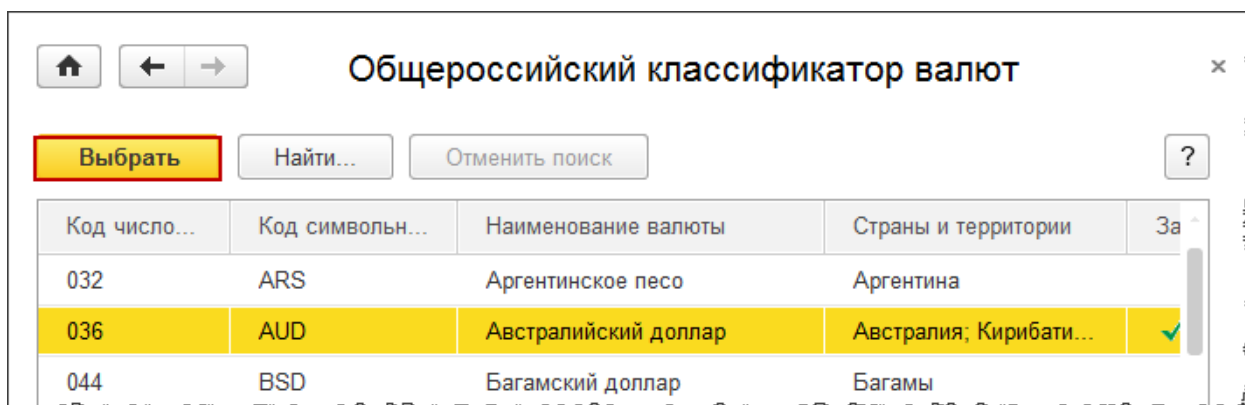 Общероссийский классификатор валют ×
Выбрать Найти... Отменить поиск ?
Код число... Код символьн... Наименование валюты Страны и территории За
032 ARS Аргентинское песо Аргентина
036 AUD Австралийский доллар Австралия; Кирибати...
044 BSD Багамский доллар Багамы